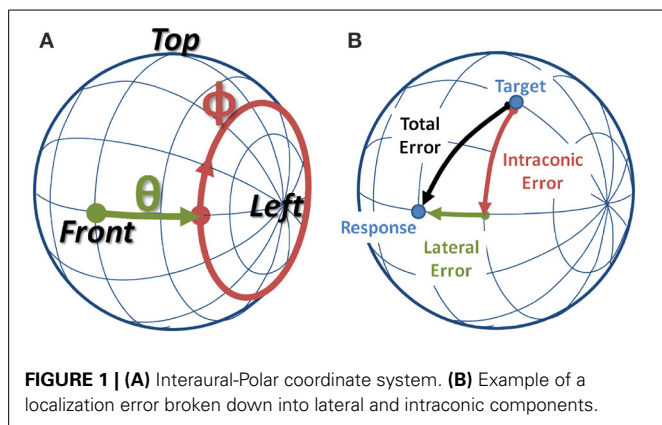 A
Top
Φ
θ
Front
Left
B
Target
Total
Error
Intraconic
Error
Response
Lateral
Error
FIGURE 1 | (A) Interaural-Polar coordinate system. (B) Example of a
localization error broken down into lateral and intraconic components.